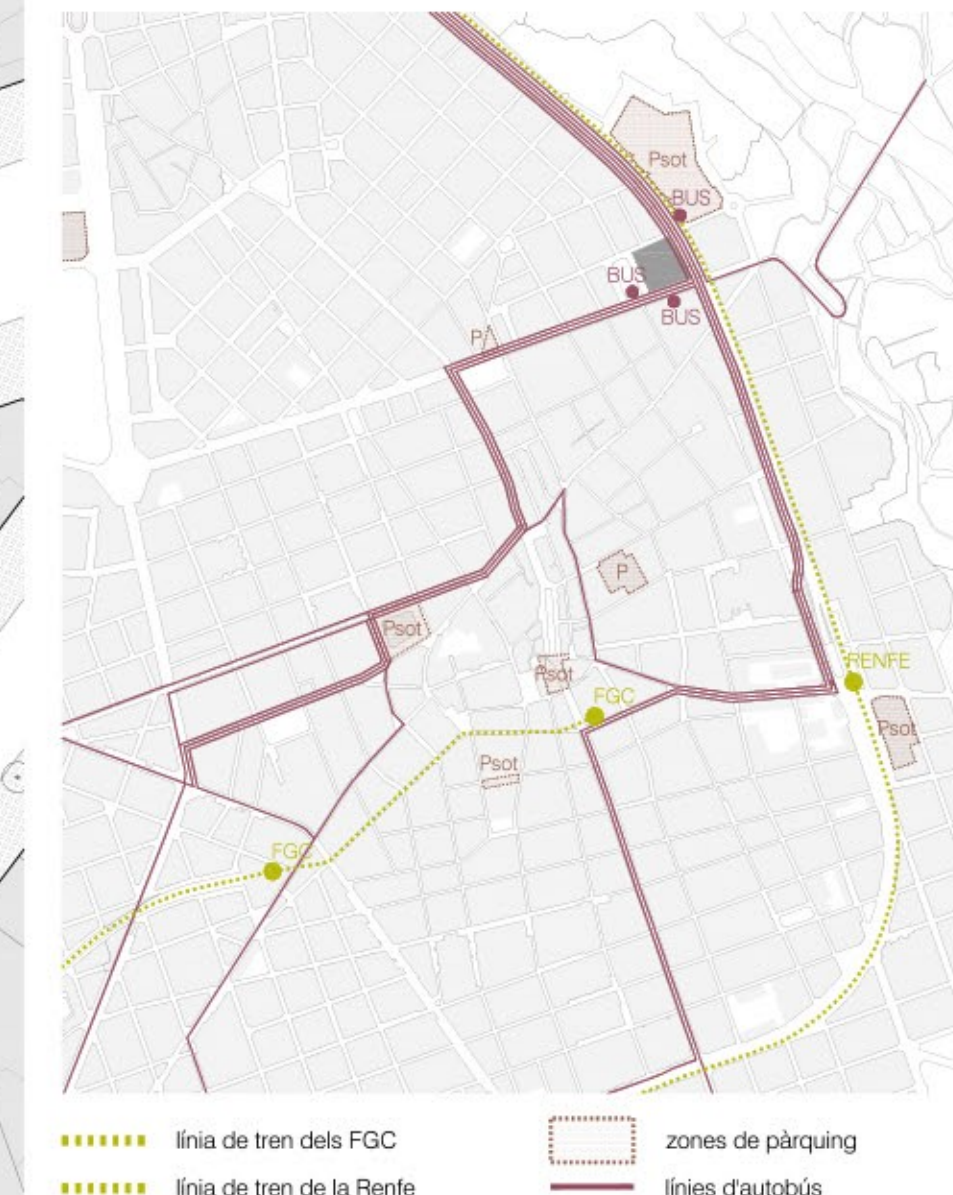 Psot
BUS
BUS
BUS
P
P
Psot
RENFE
Psot
FGC
Psot
Psot
FGC
línia de tren dels FGC
zones de pàrquing
línia de tren de la Renfe
línies d'autobús